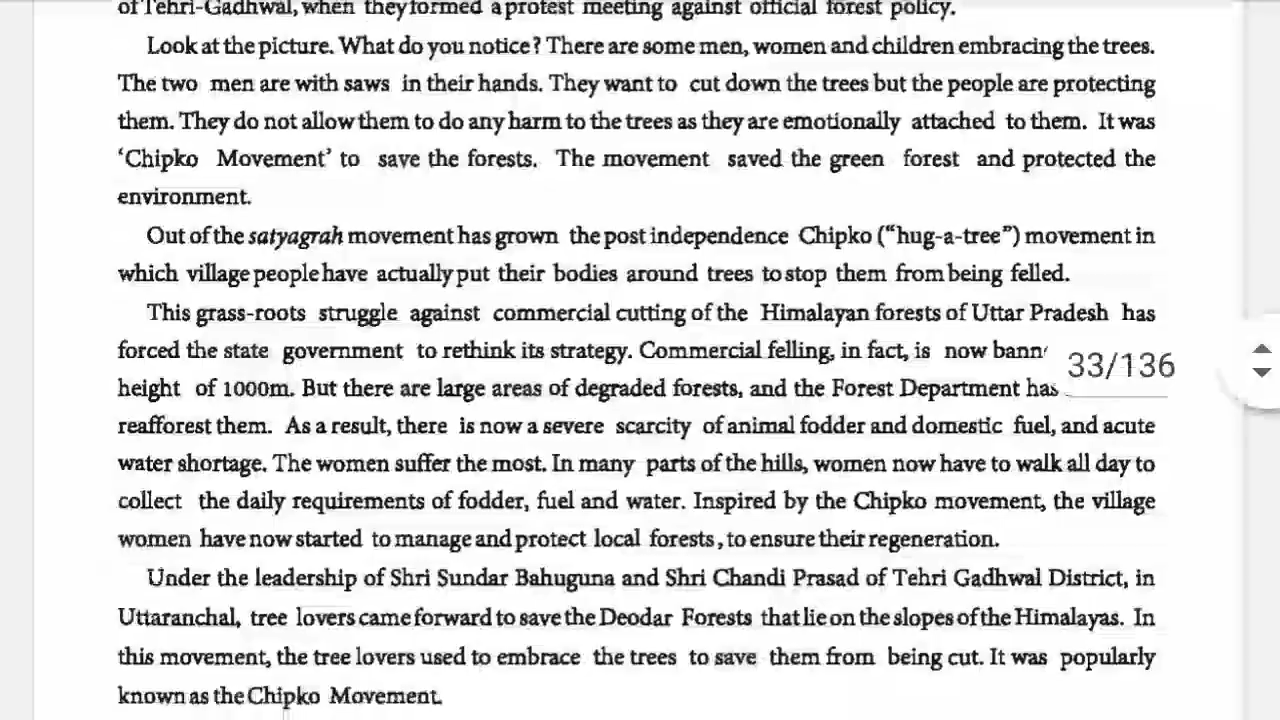 of Tehri-Gadhwal, when they formed a protest meeting against official forest policy.
Look at the picture. What do you notice? There are some men, women and children embracing the trees.
The two men are with saws in their hands. They want to cut down the trees but the people are protecting
them. They do not allow them to do any harm to the trees as they are emotionally attached to them. It was
‘Chipko Movement’ to save the forests. The movement saved the green forest and protected the
environment.
Out of the satyagrah movement has grown the post independence Chipko (“hug-a-tree”) movement in
which village people have actually put their bodies around trees to stop them from being felled.
This grass-roots struggle against commercial cutting of the Himalayan forests of Uttar Pradesh has
forced the state government to rethink its strategy. Commercial felling, in fact, is now
33/136
height of 1000m. But there are large areas of degraded forests, and the Forest Department has
reafforest them. As a result, there is now a severe scarcity of animal fodder and domestic fuel, and acute
water shortage. The women suffer the most. In many parts of the hills, women now have to walk all day to
collect the daily requirements of fodder, fuel and water. Inspired by the Chipko movement, the village
women have now started to manage and protect local forests, to ensure their regeneration.
Under the leadership of Shri Sundar Bahuguna and Shri Chandi Prasad of Tehri Gadhwal District, in
Uttaranchal, tree lovers came forward to save the Deodar Forests that lie on the slopes of the Himalayas. In
this movement, the tree lovers used to embrace the trees to save them from being cut. It was popularly
known as the Chipko Movement.